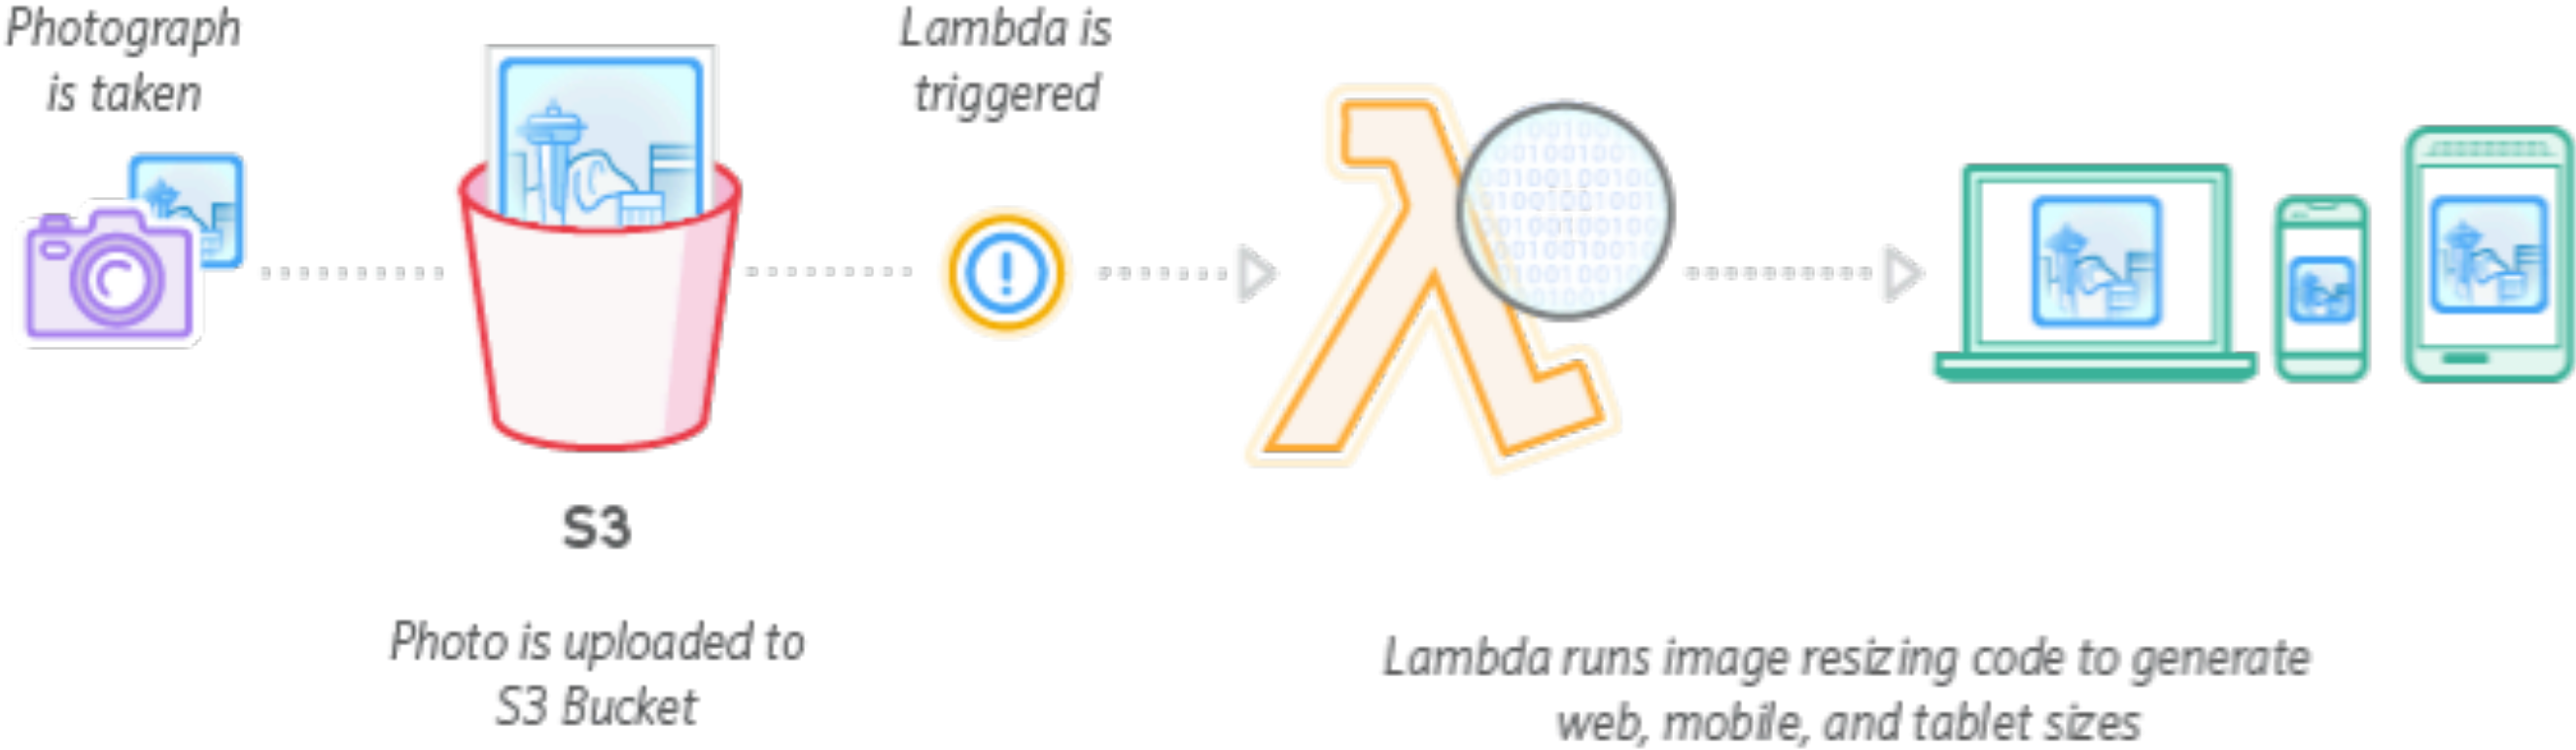 Photograph
is taken
Lambda is
triggered
S3
Photo is uploaded to
S3 Bucket
Lambda runs image resizing code to generate
web, mobile, and tablet sizes